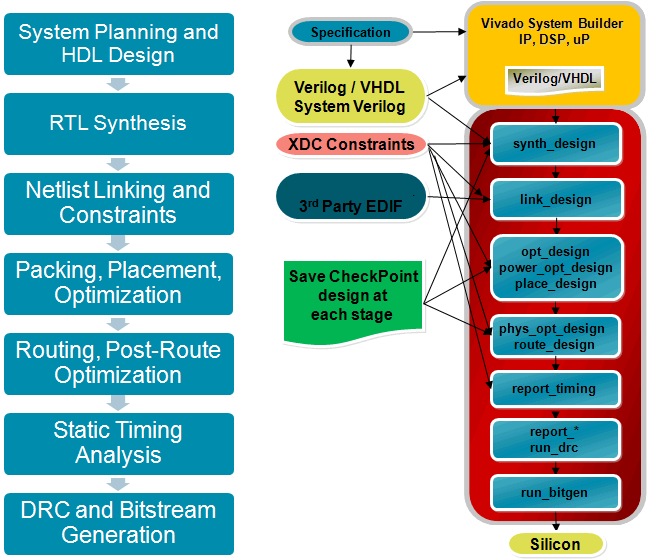 System Planning and
HDL Design
RTL Synthesis
Netlist Linking and
Constraints
Packing, Placement,
Optimization
Routing, Post-Route
Optimization
Static Timing
Analysis
DRC and Bitstream
Generation
Specification
Verilog / VHDL
System Verilog
XDC Constraints
3rd Party EDIF
Save CheckPoint
design at
each stage
Vivado System Builder
IP, DSP, uP
Verilog/VHDL
synth_design
link_design
opt_design
power_opt_design
place_design
phys_opt_design
route_design
report_timing
report_*
run_drc
run_bitgen
Silicon